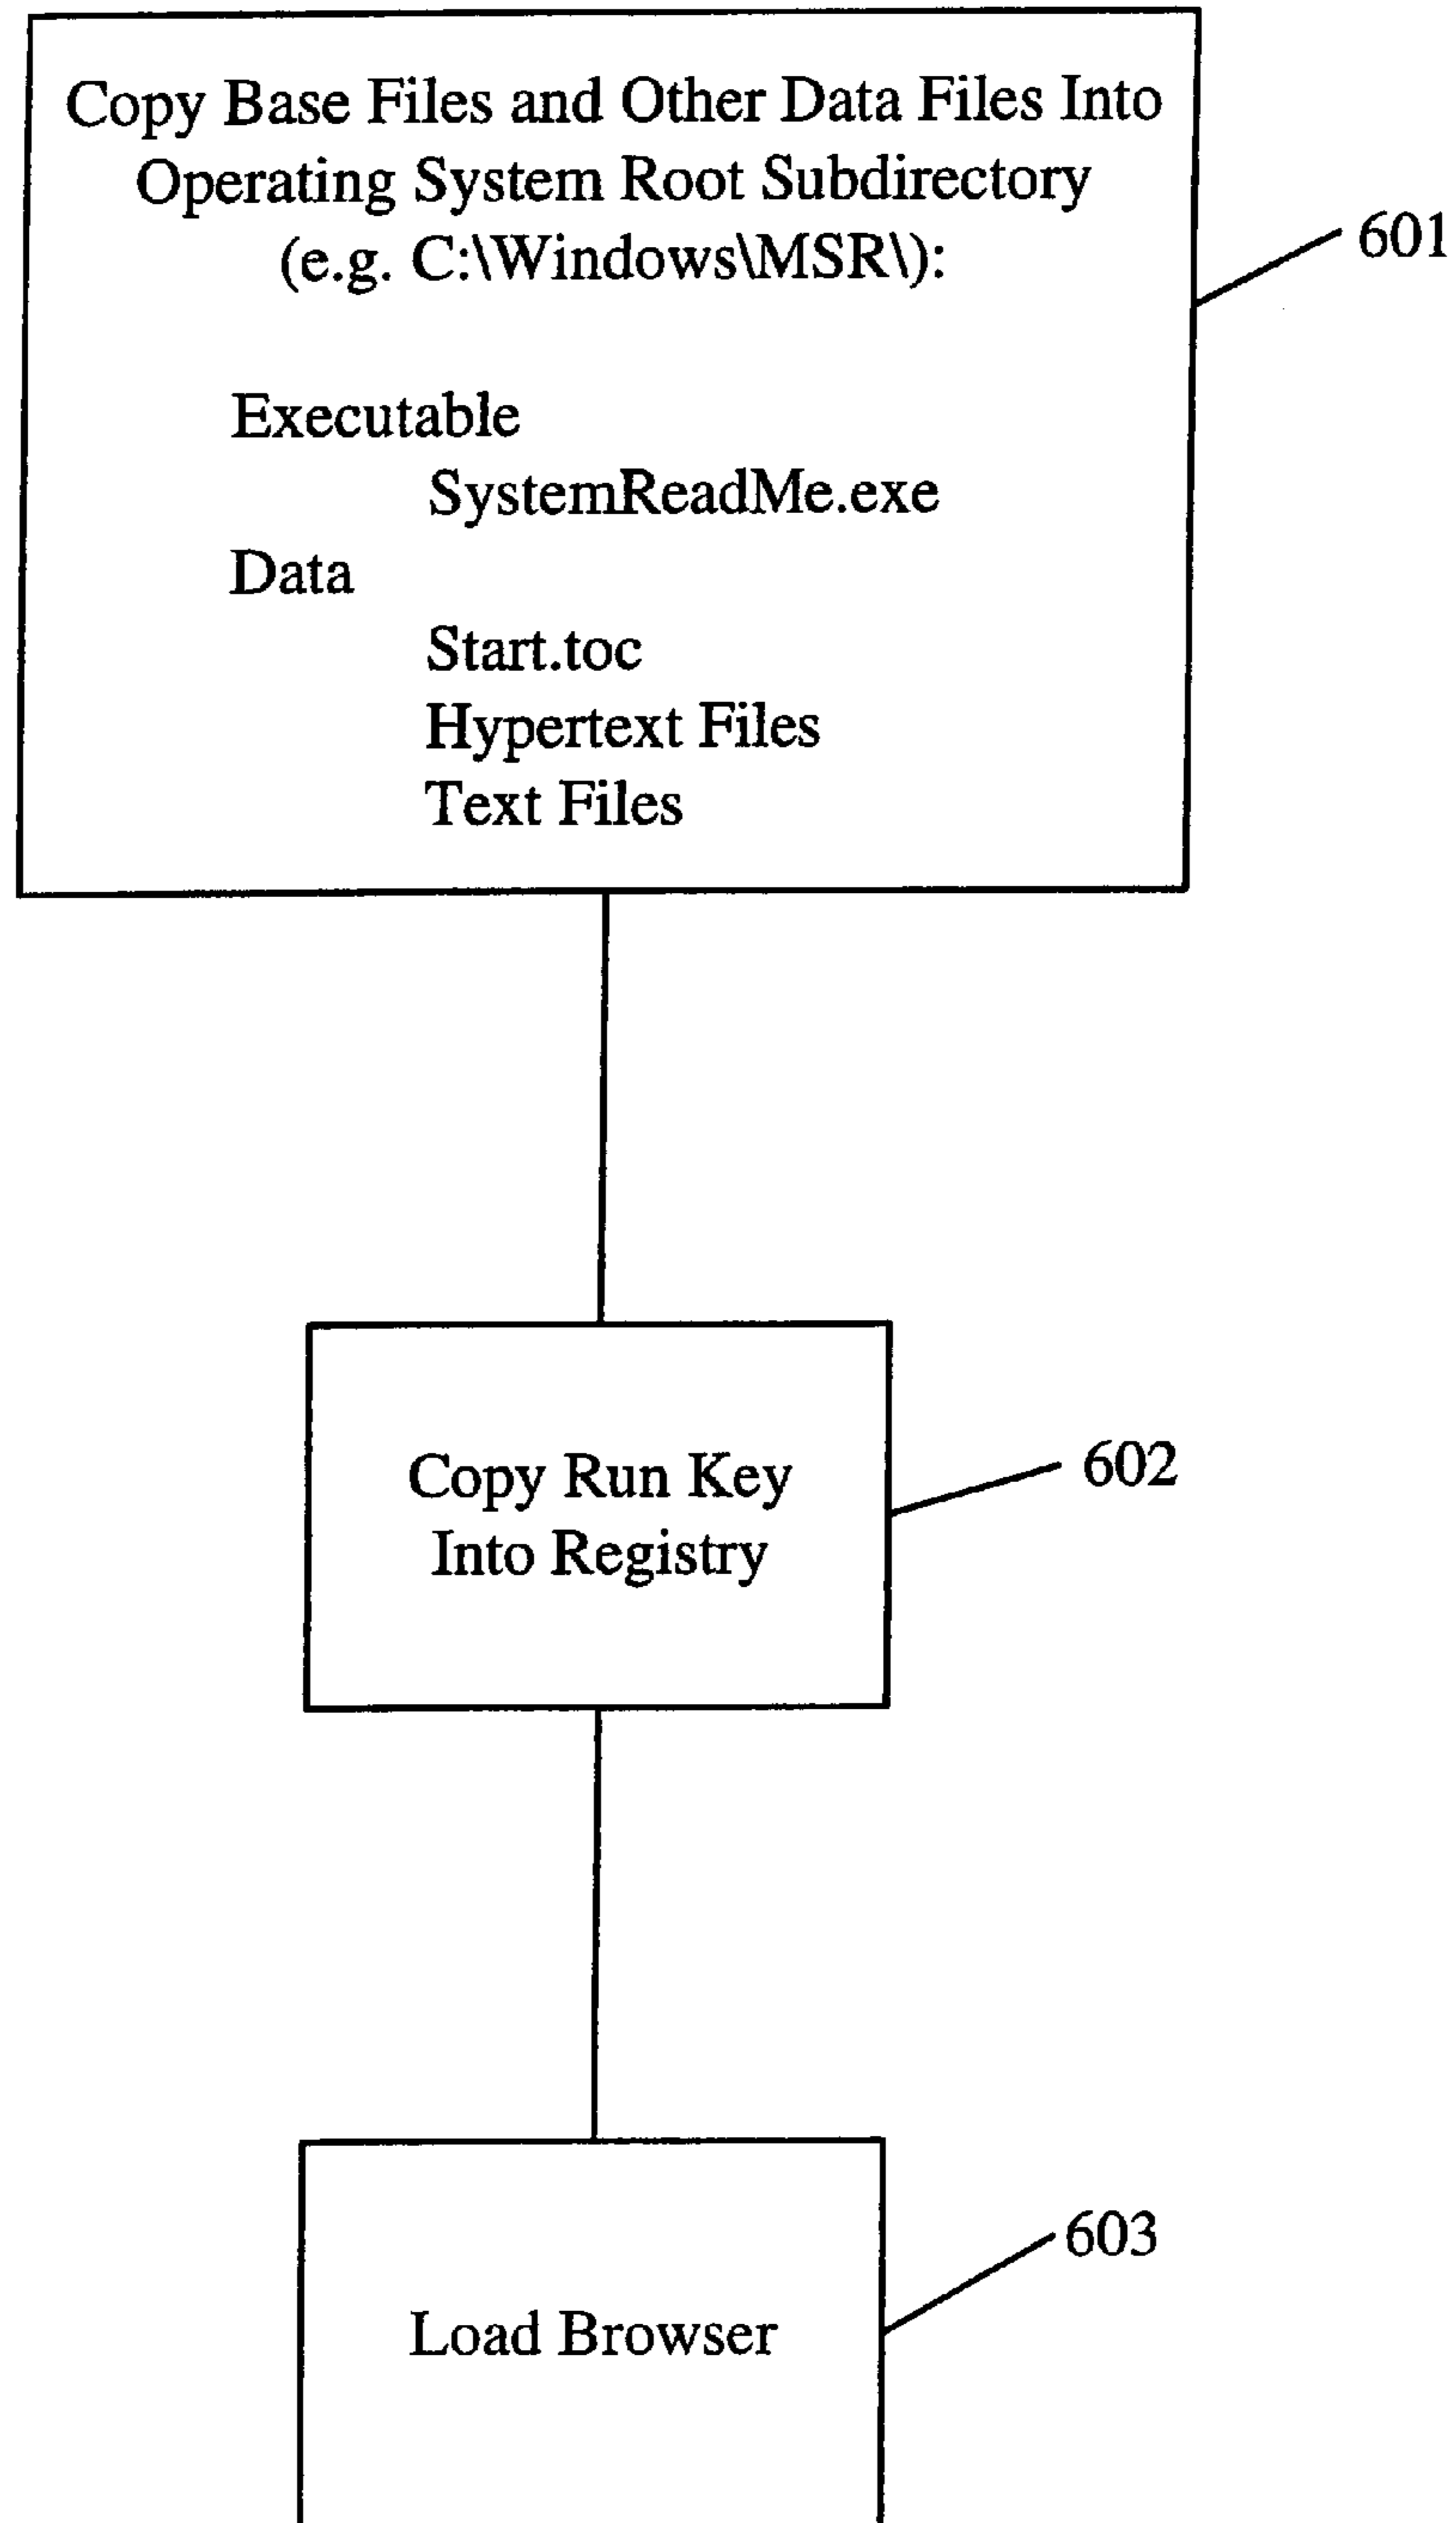 Copy Base Files and Other Data Files Into
Operating System Root Subdirectory
(e.g. C:\Windows\MSR\):
601
Executable
SystemReadMe.exe
Data
Start.toc
Hypertext Files
Text Files
Copy Run Key
Into Registry
602
Load Browser
603